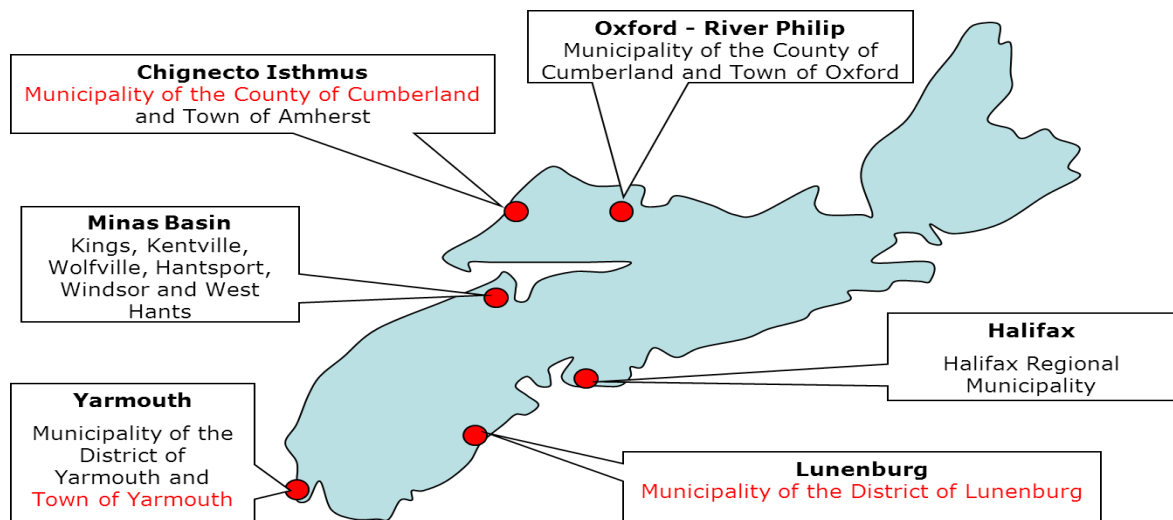 Oxford - River Philip
Municipality of the County of
Cumberland and Town of Oxford
Chignecto Isthmus
Municipality of the County of Cumberland
and Town of Amherst
Minas Basin
Kings, Kentville,
Wolfville, Hantsport,
Windsor and West
Hants
Halifax
Halifax Regional
Municipality
Yarmouth
Municipality of the
District of
Yarmouth and
Town of Yarmouth
Lunenburg
Municipality of the District of Lunenburg